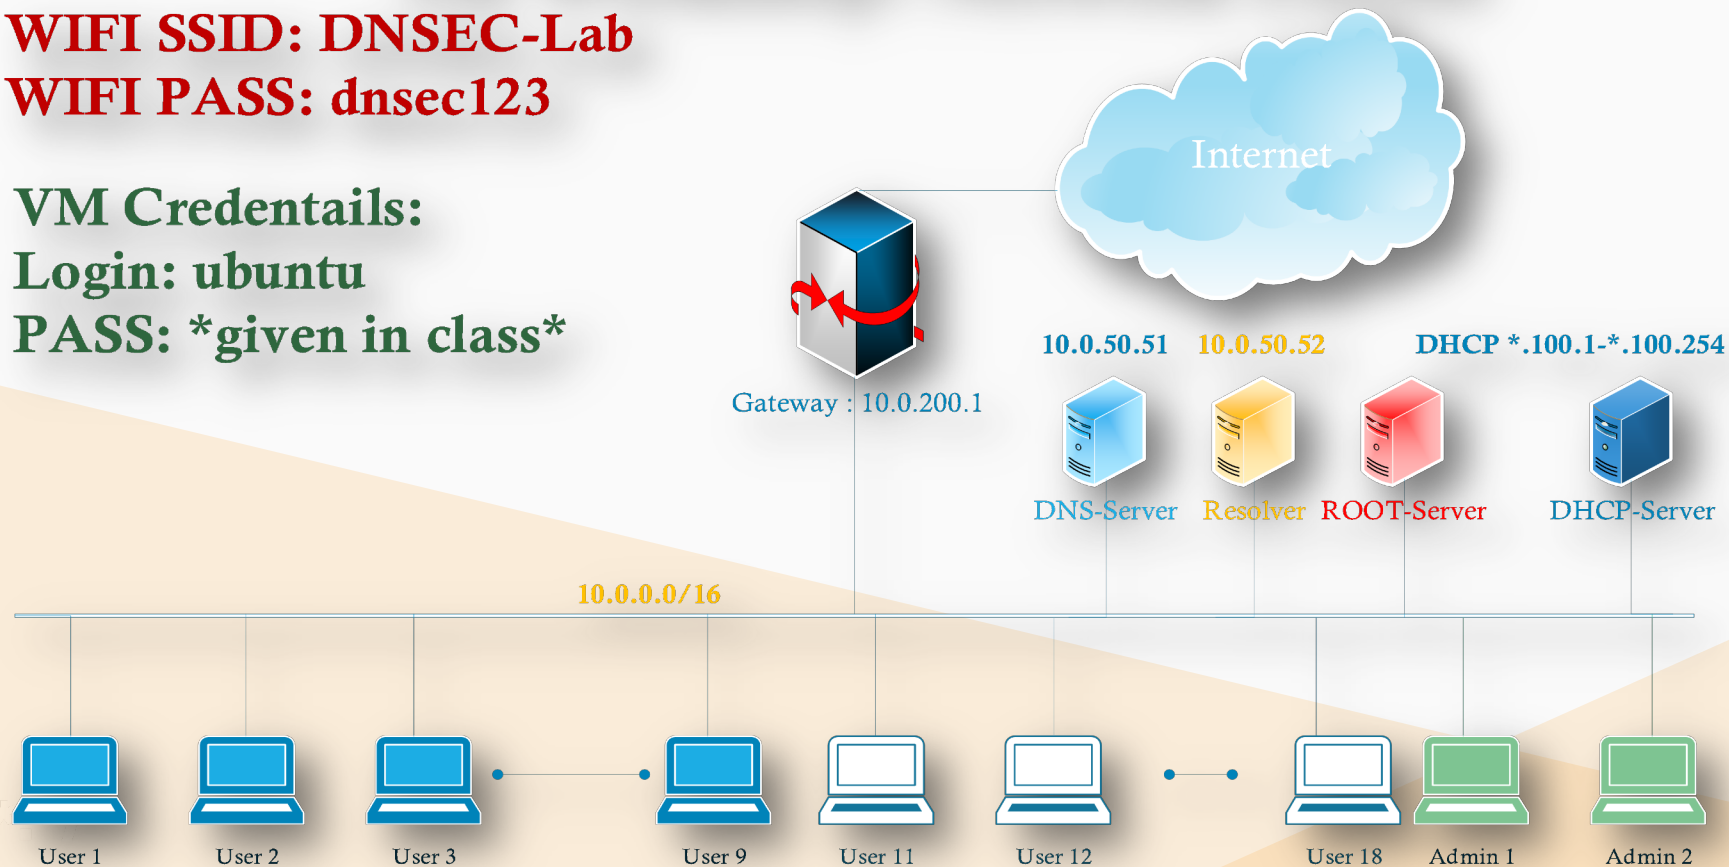 WIFI SSID: DNSEC-Lab
WIFI PASS: dnsec123
VM Credentails:
Login: ubuntu
PASS: *given in class*
Internet
Gateway : 10.0.200.1
10.0.50.51
10.0.50.52
DHCP *.100.1-*.100.254
DNS-Server
Resolver
ROOT-Server
DHCP-Server
10.0.0.0/16
User 1
User 2
User 3
User 9
User 11
User 12
User 18
Admin 1
Admin 2